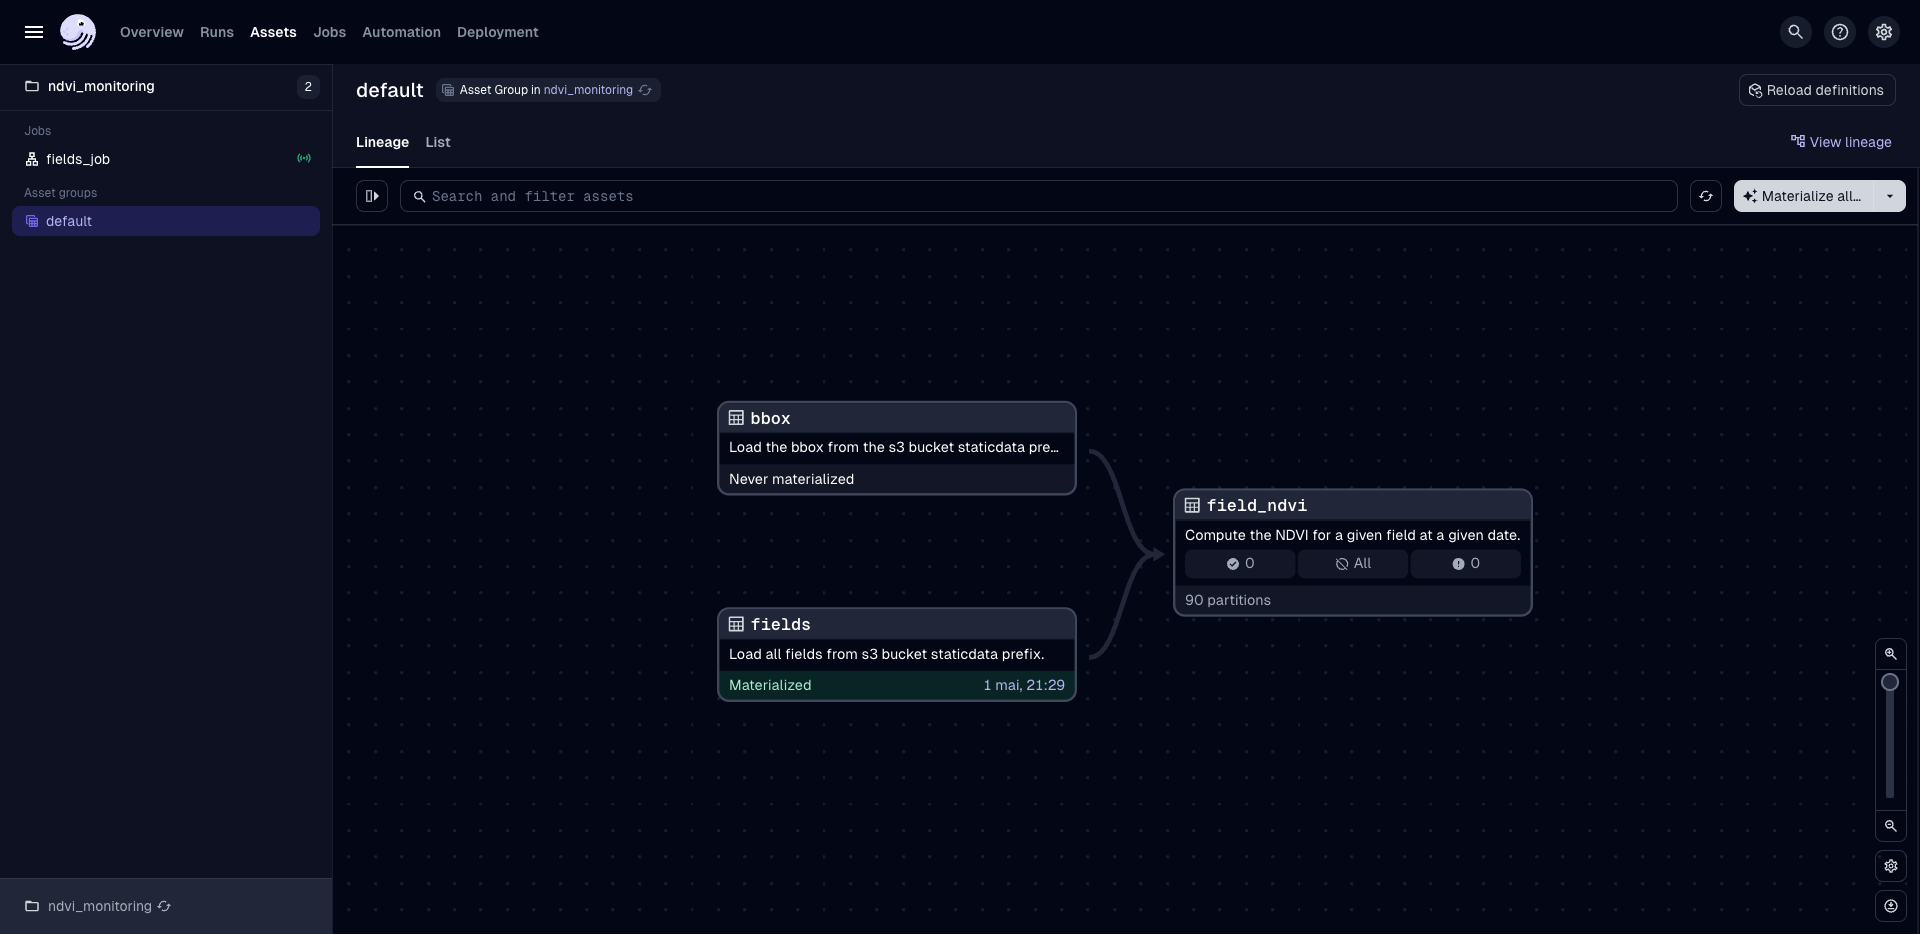 Overview Runs Assets Jobs Automation Deployment
ndvi_monitoring 2
Jobs
fields_job
Asset groups
default
default Asset Group in ndvi_monitoring
Reload definitions
Lineage List
View lineage
Search and filter assets
Materialize all...
bbox
Load the bbox from the s3 bucket staticdata pre...
Never materialized
fields
Load all fields from s3 bucket staticdata prefix.
Materialized 1 mai, 21:29
field_ndvi
Compute the NDVI for a given field at a given date.
0 All 0
90 partitions
ndvi_monitoring